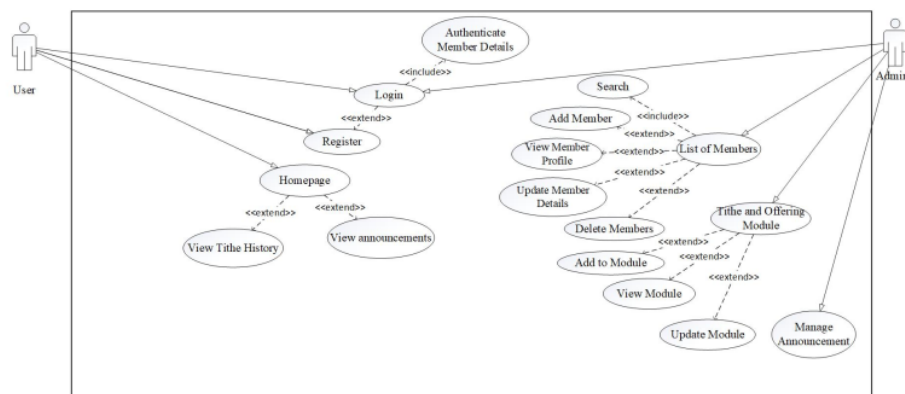 User
Admin
Authenticate
Member Details
<<include>>
Login
<<extend>>
Register
Homepage
<<extend>>
<<extend>>
View Tithe History
View announcements
Search
<<include>>
Add Member
<<extend>>
View Member
Profile
<<extend>>
List of Members
Update Member
Details
<<extend>>
<<extend>>
Delete Members
Tithe and Offering
Module
Add to Module
<<extend>>
<<extend>>
<<extend>>
View Module
Update Module
Manage
Announcement